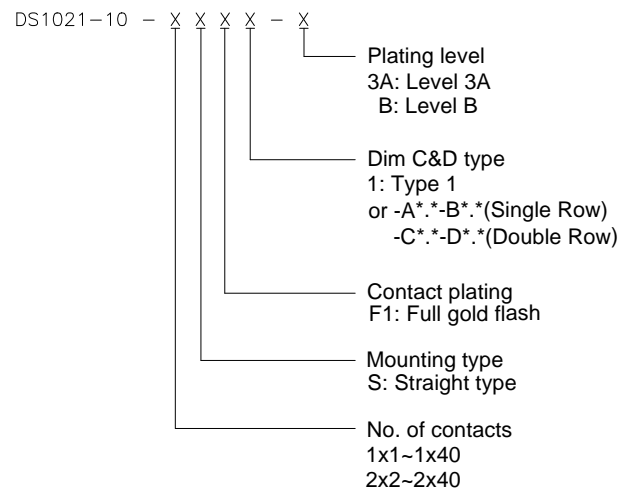 DS1021-10 - X X X X - X
Plating level
3A: Level 3A
B: Level B
Dim C&D type
1: Type 1
or -A*.*-B*.*(Single Row)
-C*.*-D*.*(Double Row)
Contact plating
F1: Full gold flash
Mounting type
S: Straight type
No. of contacts
1x1~1x40
2x2~2x40